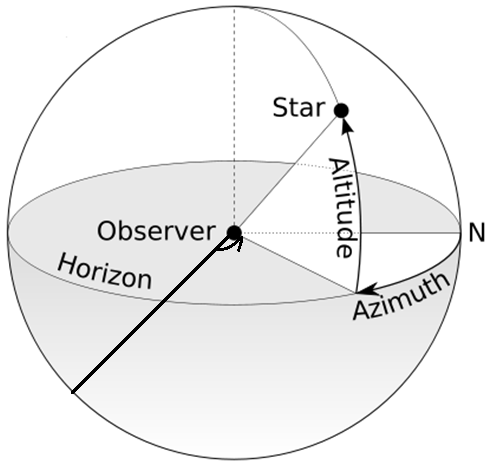 Star
Altitude
Observer
N
Horizon
Azimuth